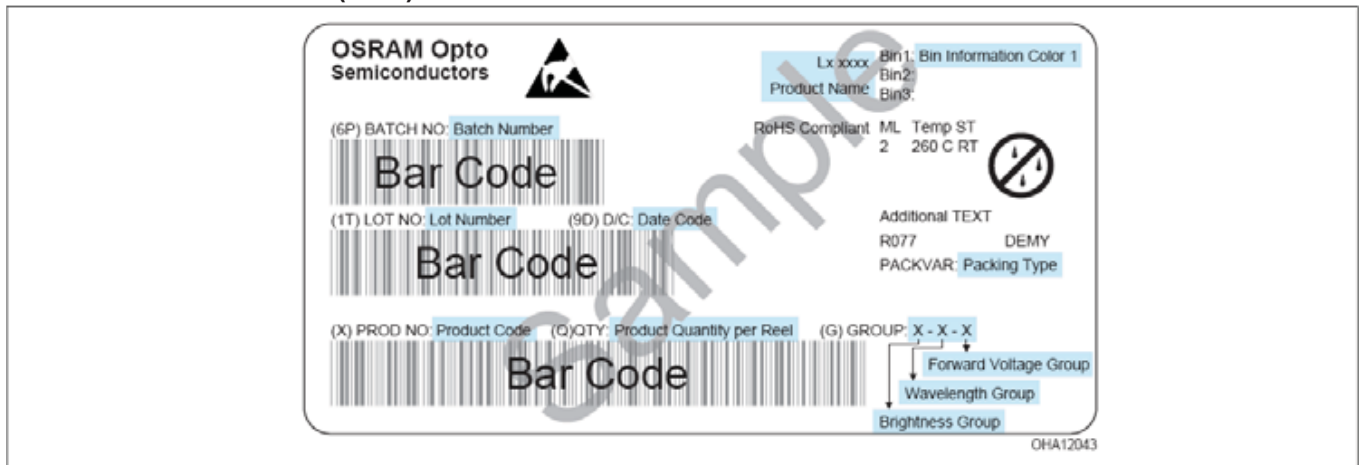 OSRAM Opto
Semiconductors
Lx xxxx
Product Name
Bin1: Bin Information Color 1
Bin2:
Bin3:
(6P) BATCH NO: Batch Number
Bar Code
RoHS Compliant
ML Temp ST
2 260 C RT
(1T) LOT NO: Lot Number (9D) D/C: Date Code
Bar Code
Additional TEXT
R077 DEMY
PACKVAR: Packing Type
(X) PROD NO: Product Code (Q)QTY: Product Quantity per Reel (G) GROUP: X - X - X
Bar Code
Forward Voltage Group
Wavelength Group
Brightness Group
Sample
OHA12043